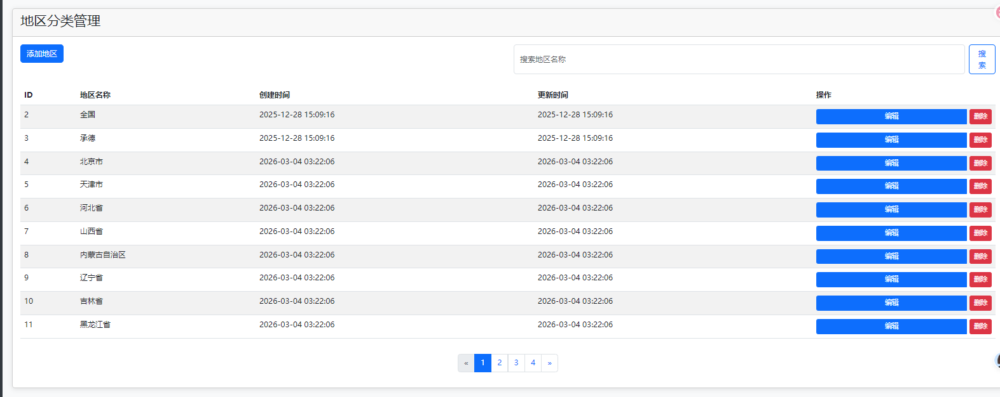 地区分类管理
添加地区
搜索地区名称
搜
索
ID 地区名称 创建时间 更新时间 操作
2 全国 2025-12-28 15:09:16 2025-12-28 15:09:16 编辑 删除
3 承德 2025-12-28 15:09:16 2025-12-28 15:09:16 编辑 删除
4 北京市 2026-03-04 03:22:06 2026-03-04 03:22:06 编辑 删除
5 天津市 2026-03-04 03:22:06 2026-03-04 03:22:06 编辑 删除
6 河北省 2026-03-04 03:22:06 2026-03-04 03:22:06 编辑 删除
7 山西省 2026-03-04 03:22:06 2026-03-04 03:22:06 编辑 删除
8 内蒙古自治区 2026-03-04 03:22:06 2026-03-04 03:22:06 编辑 删除
9 辽宁省 2026-03-04 03:22:06 2026-03-04 03:22:06 编辑 删除
10 吉林省 2026-03-04 03:22:06 2026-03-04 03:22:06 编辑 删除
11 黑龙江省 2026-03-04 03:22:06 2026-03-04 03:22:06 编辑 删除
« 1 2 3 4 »